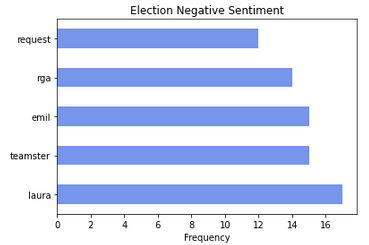 Election Negative Sentiment
request
rga
emil
teamster
laura
0 2 4 6 8 10 12 14 16
Frequency